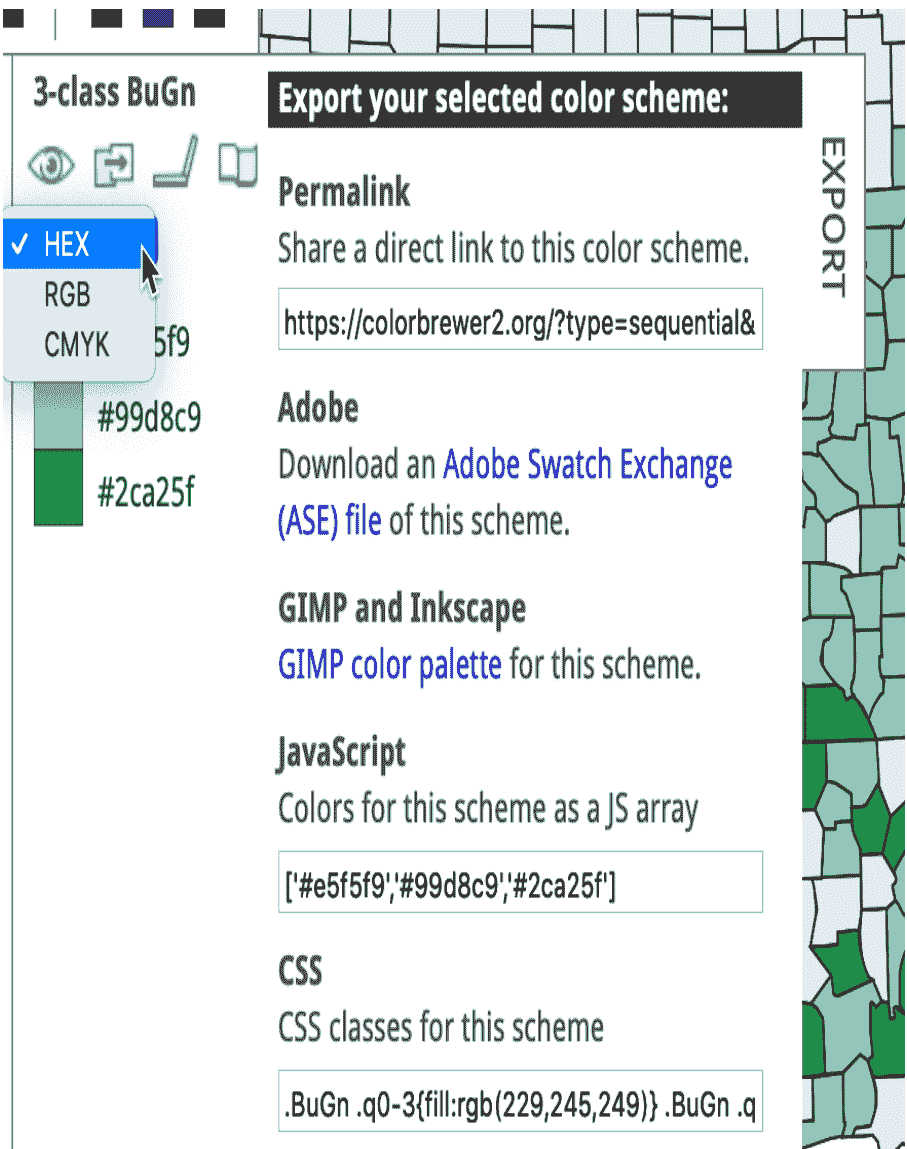 3-class BuGn
HEX
RGB
CMYK
5f9
#99d8c9
#2ca25f
Export your selected color scheme:
Permalink
Share a direct link to this color scheme.
https://colorbrewer2.org/?type=sequential&
Adobe
Download an Adobe Swatch Exchange
(ASE) file of this scheme.
GIMP and Inkscape
GIMP color palette for this scheme.
JavaScript
Colors for this scheme as a JS array
['#e5f5f9','#99d8c9','#2ca25f']
CSS
CSS classes for this scheme
.BuGn .q0-3{fill:rgb(229,245,249)} .BuGn .q
EXPORT